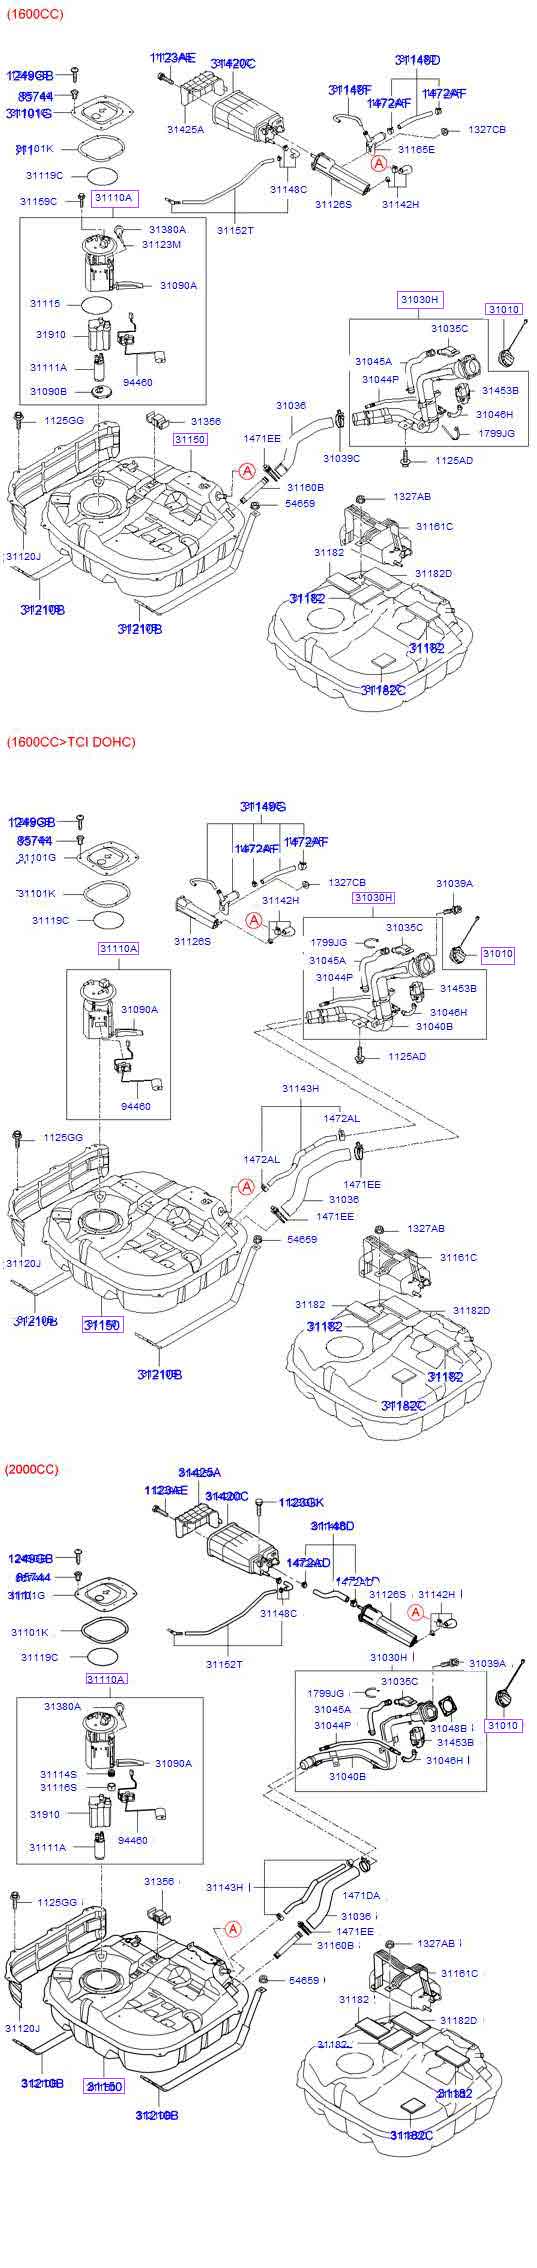 (1600CC)
1123AE
31420C
31148D
1249GB
85744
31148F
1472AF
1472AF
31101G
31425A
1327CB
31101K
31165E
A
31119C
31148C
31159C
31110A
31126S
31142H
31380A
31152T
31123M
31090A
31115
31030H
31010
31035C
31910
31045A
31111A
31044P
94460
31453B
31090B
31036
31046H
1125GG
31356
1799JG
31150
1471EE
31039C
1125AD
A
31160B
1327AB
54659
31161C
31120J
31182
31182D
31210B
31182
31210B
31182
31182C
(1600CC>TCI DOHC)
31149G
1249GB
85744
1472AF
1472AF
31101G
1327CB
31039A
31101K
31142H
31030H
31119C
A
31035C
31126S
1799JG
31110A
31010
31045A
31044P
31453B
31090A
31046H
31040B
1125AD
31143H
94460
1472AL
1125GG
1472AL
1471EE
A
31036
1471EE
1327AB
54659
31161C
31120J
31182
31182D
31210B
31150
31182
31210B
31182
31182C
(2000CC)
31425A
1123AE
31420C
1123GK
31148D
1249GB
1472AD
85744
1472AD
31101G
31126S
31142H
A
31148C
31101K
31119C
31152T
31030H
31039A
31110A
31035C
1799JG
31380A
31045A
31010
31044P
31048B
31453B
31090A
31046H
31114S
31040B
31116S
31910
94460
31111A
31356
31143H
1125GG
1471DA
31036
A
1471EE
1327AB
31160B
31161C
54659
31182
31182D
31120J
31182
31210B
31150
31182
31210B
31182C